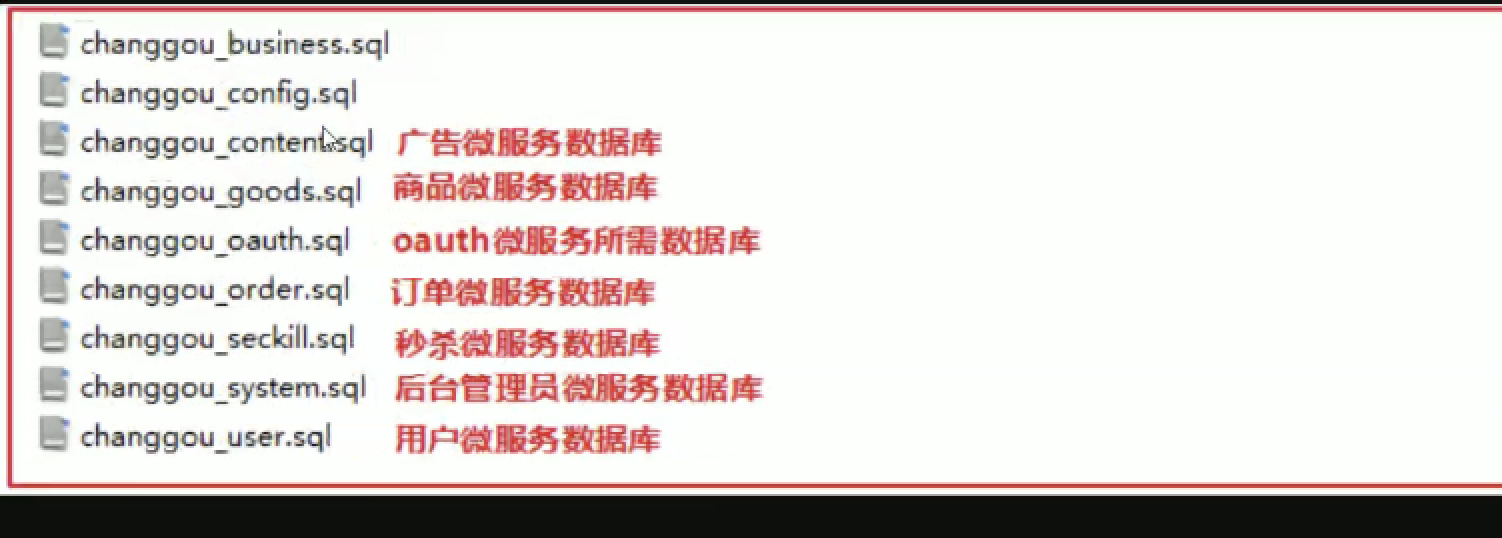 changgou_business.sql
changgou_config.sql
changgou_content.sql 广告微服务数据库
changgou_goods.sql 商品微服务数据库
changgou_oauth.sql oauth微服务所需数据库
changgou_order.sql 订单微服务数据库
changgou_seckill.sql 秒杀微服务数据库
changgou_system.sql 后台管理员微服务数据库
changgou_user.sql 用户微服务数据库